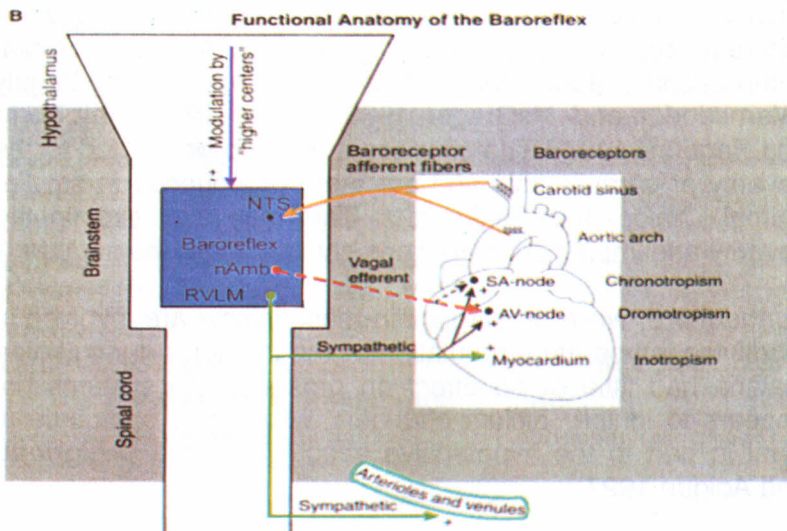 B
Functional Anatomy of the Baroreflex
Hypothalamus
Brainstem
Spinal cord
Modulation by
"higher centers"
NTS
Baroreflex
nAmb
RVLM
Baroreceptor
afferent fibers
Vagal
efferent
Sympathetic
Sympathetic
Arterioles and venules
Baroreceptors
Carotid sinus
Aortic arch
SA-node
Chronotropism
AV-node
Dromotropism
Myocardium
Inotropism